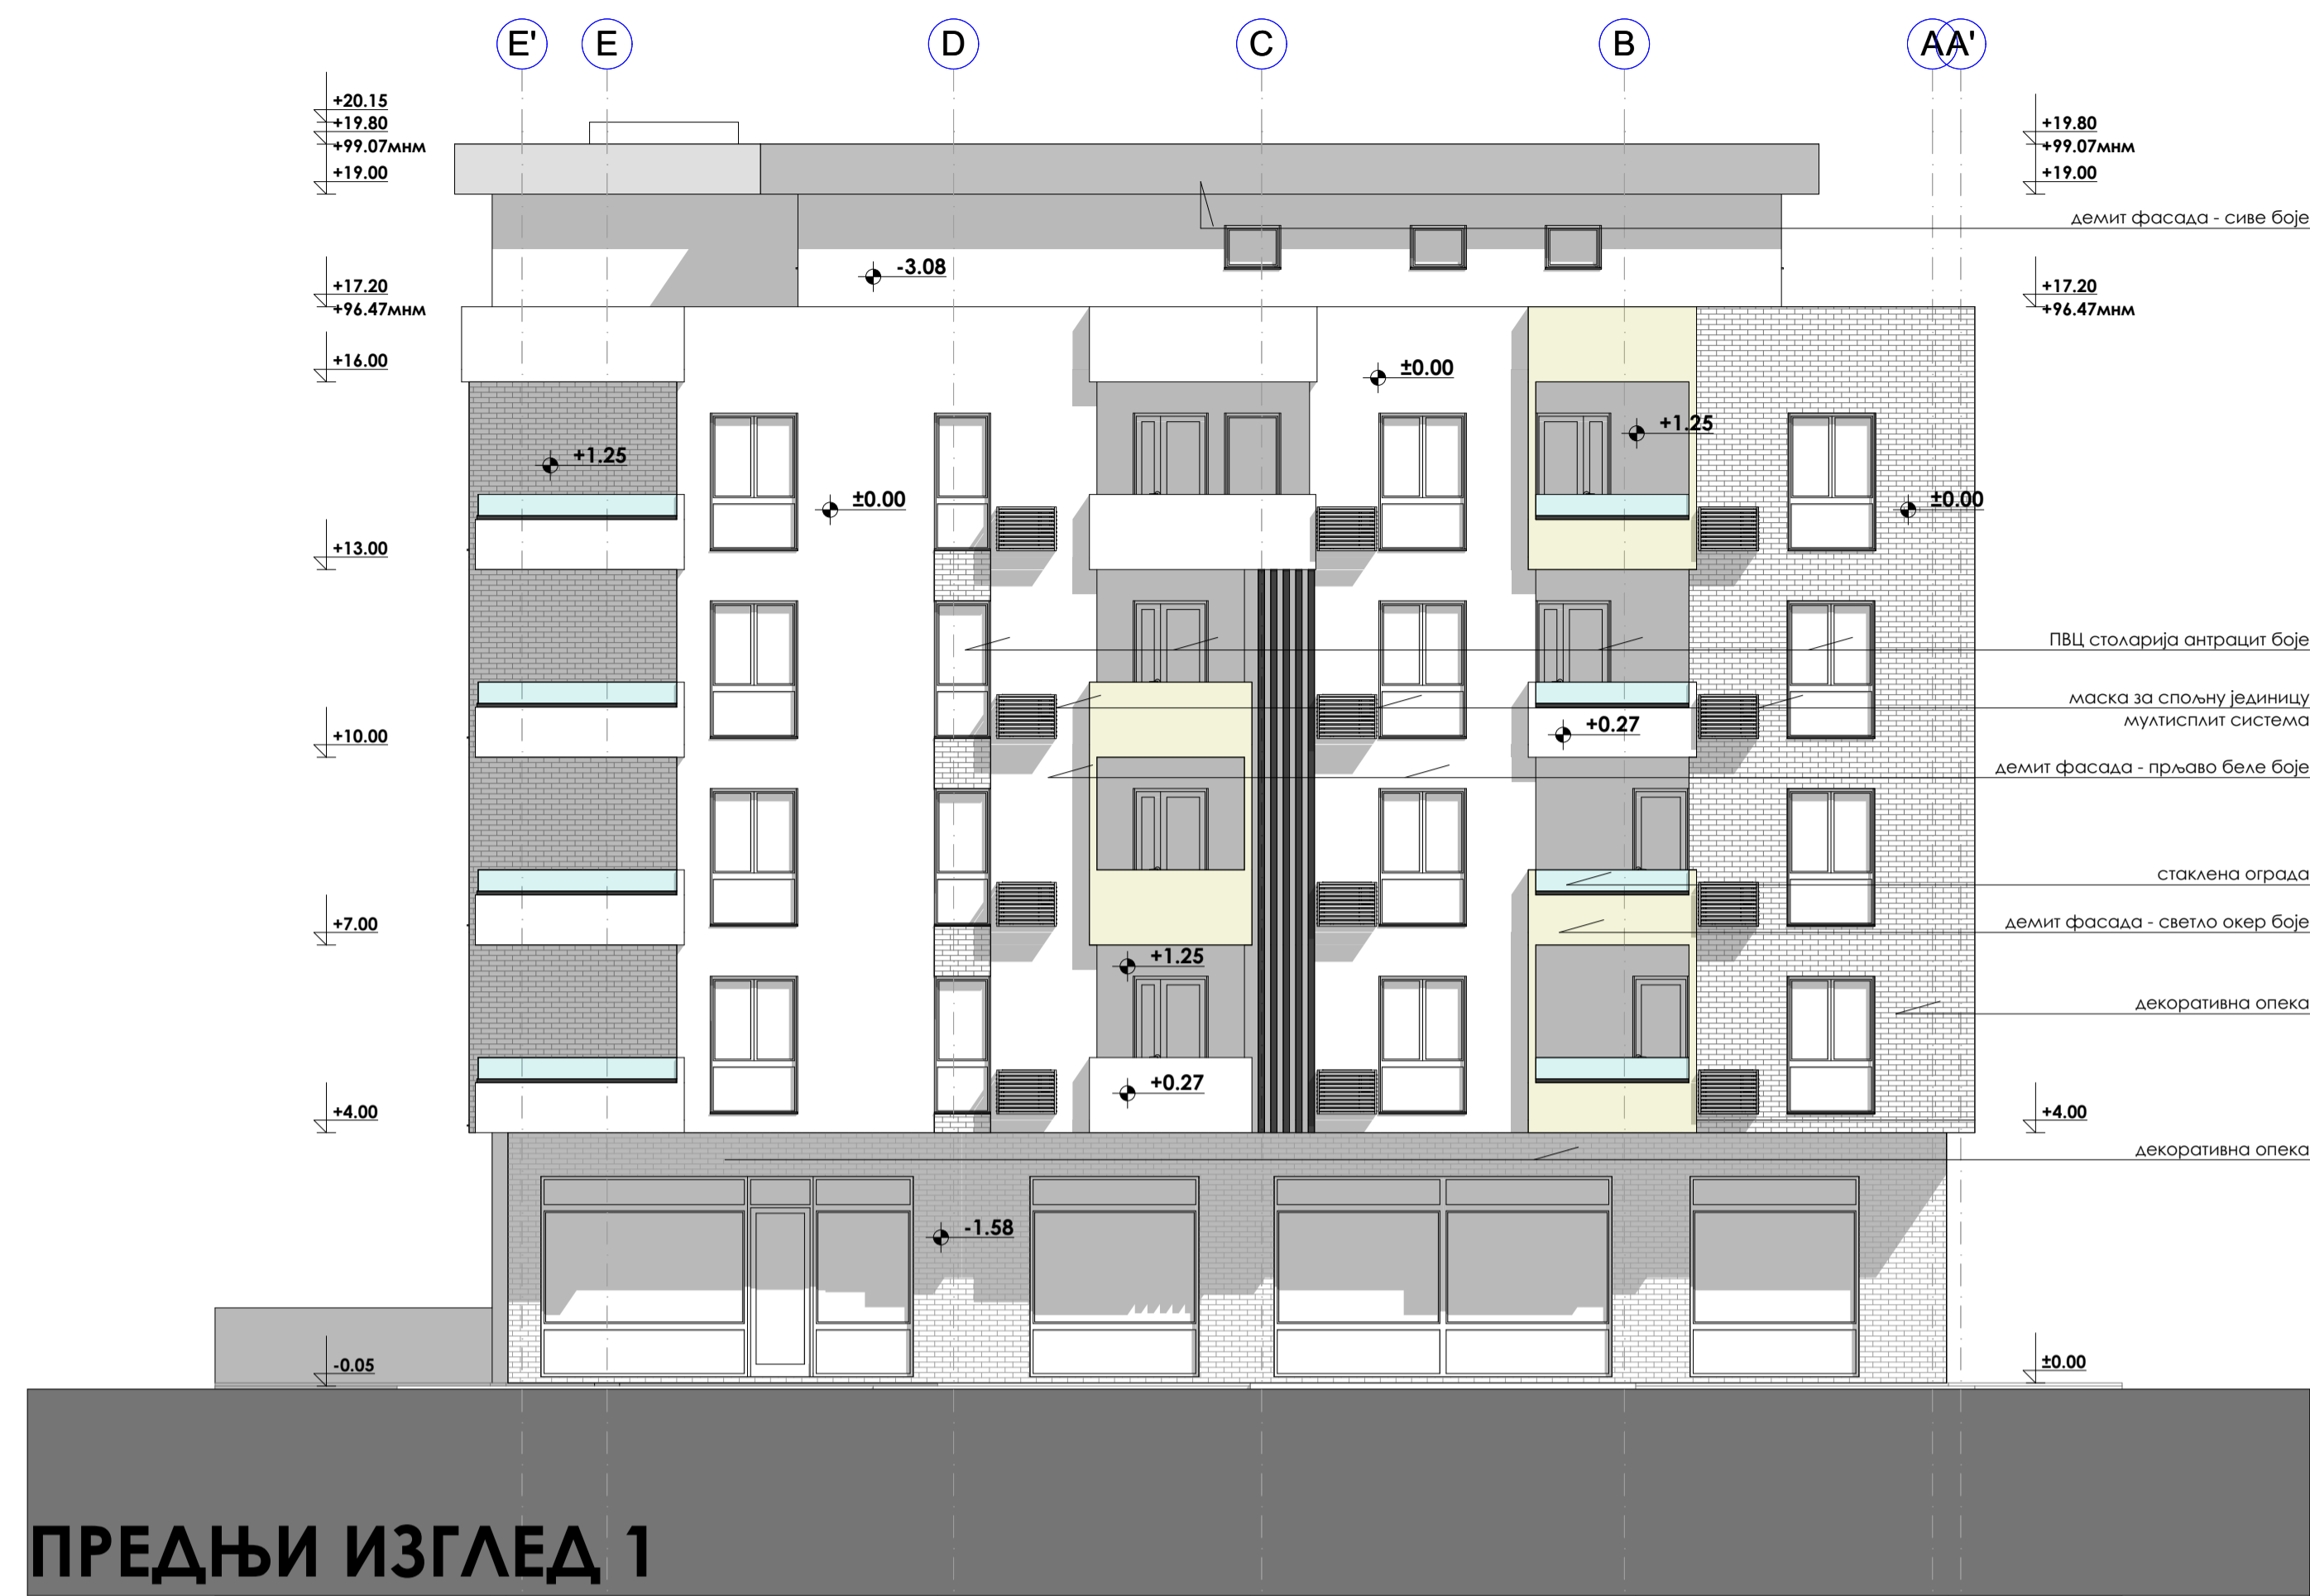 E' E D C B A A'
+20.15
+19.80
+99.07мнм
+19.00
+17.20
+96.47мнм
+16.00
+13.00
+10.00
+7.00
+4.00
-0.05
-3.08
±0.00
+1.25
+1.25
±0.00
±0.00
+0.27
+1.25
+0.27
-1.58
+19.80
+99.07мнм
+19.00
демит фасада - сиве боје
+17.20
+96.47мнм
ПВЦ столарија антрацит боје
маска за спољну јединицу
мултисплит система
демит фасада - прљаво беле боје
стаклена ограда
демит фасада - светло окер боје
декоративна опека
+4.00
декоративна опека
±0.00
ПРЕДЊИ ИЗГЛЕД 1